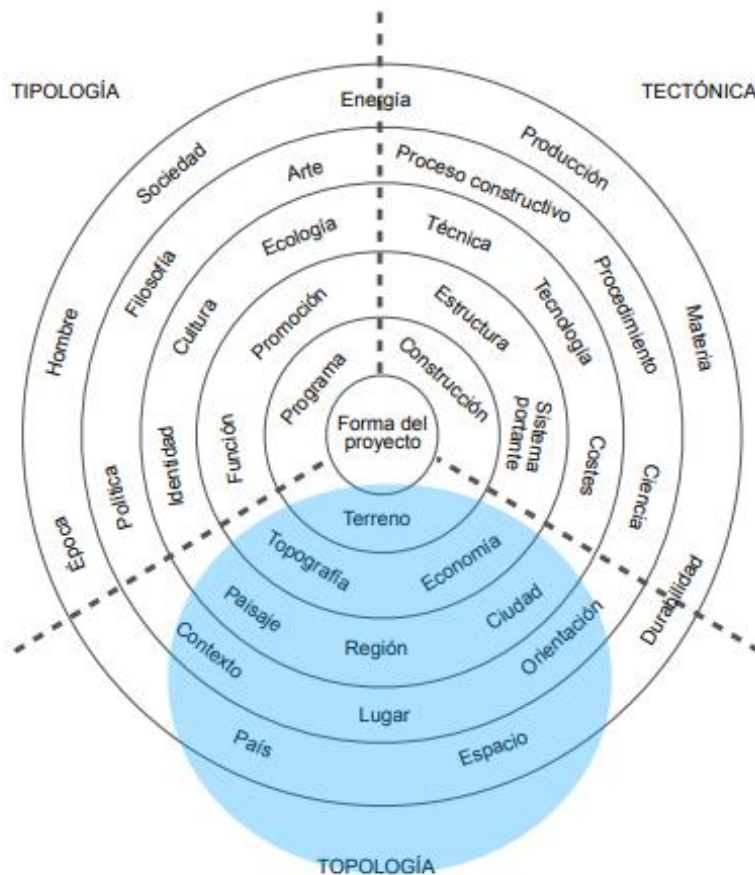 TIPOLOGÍA
TECTÓNICA
Energía
Sociedad
Producción
Arte
Proceso constructivo
Ecología
Técnica
Filosofía
Procedimiento
Cultura
Promoción
Estructura
Tecnología
Hombre
Materia
Programa
Construcción
Forma del
proyecto
Sistema
portante
Función
Identidad
Costes
Política
Ciencia
Época
Terreno
Topografía
Economía
Paisaje
Ciudad
Durabilidad
Contexto
Región
Orientación
Lugar
País
Espacio
TOPOLOGÍA